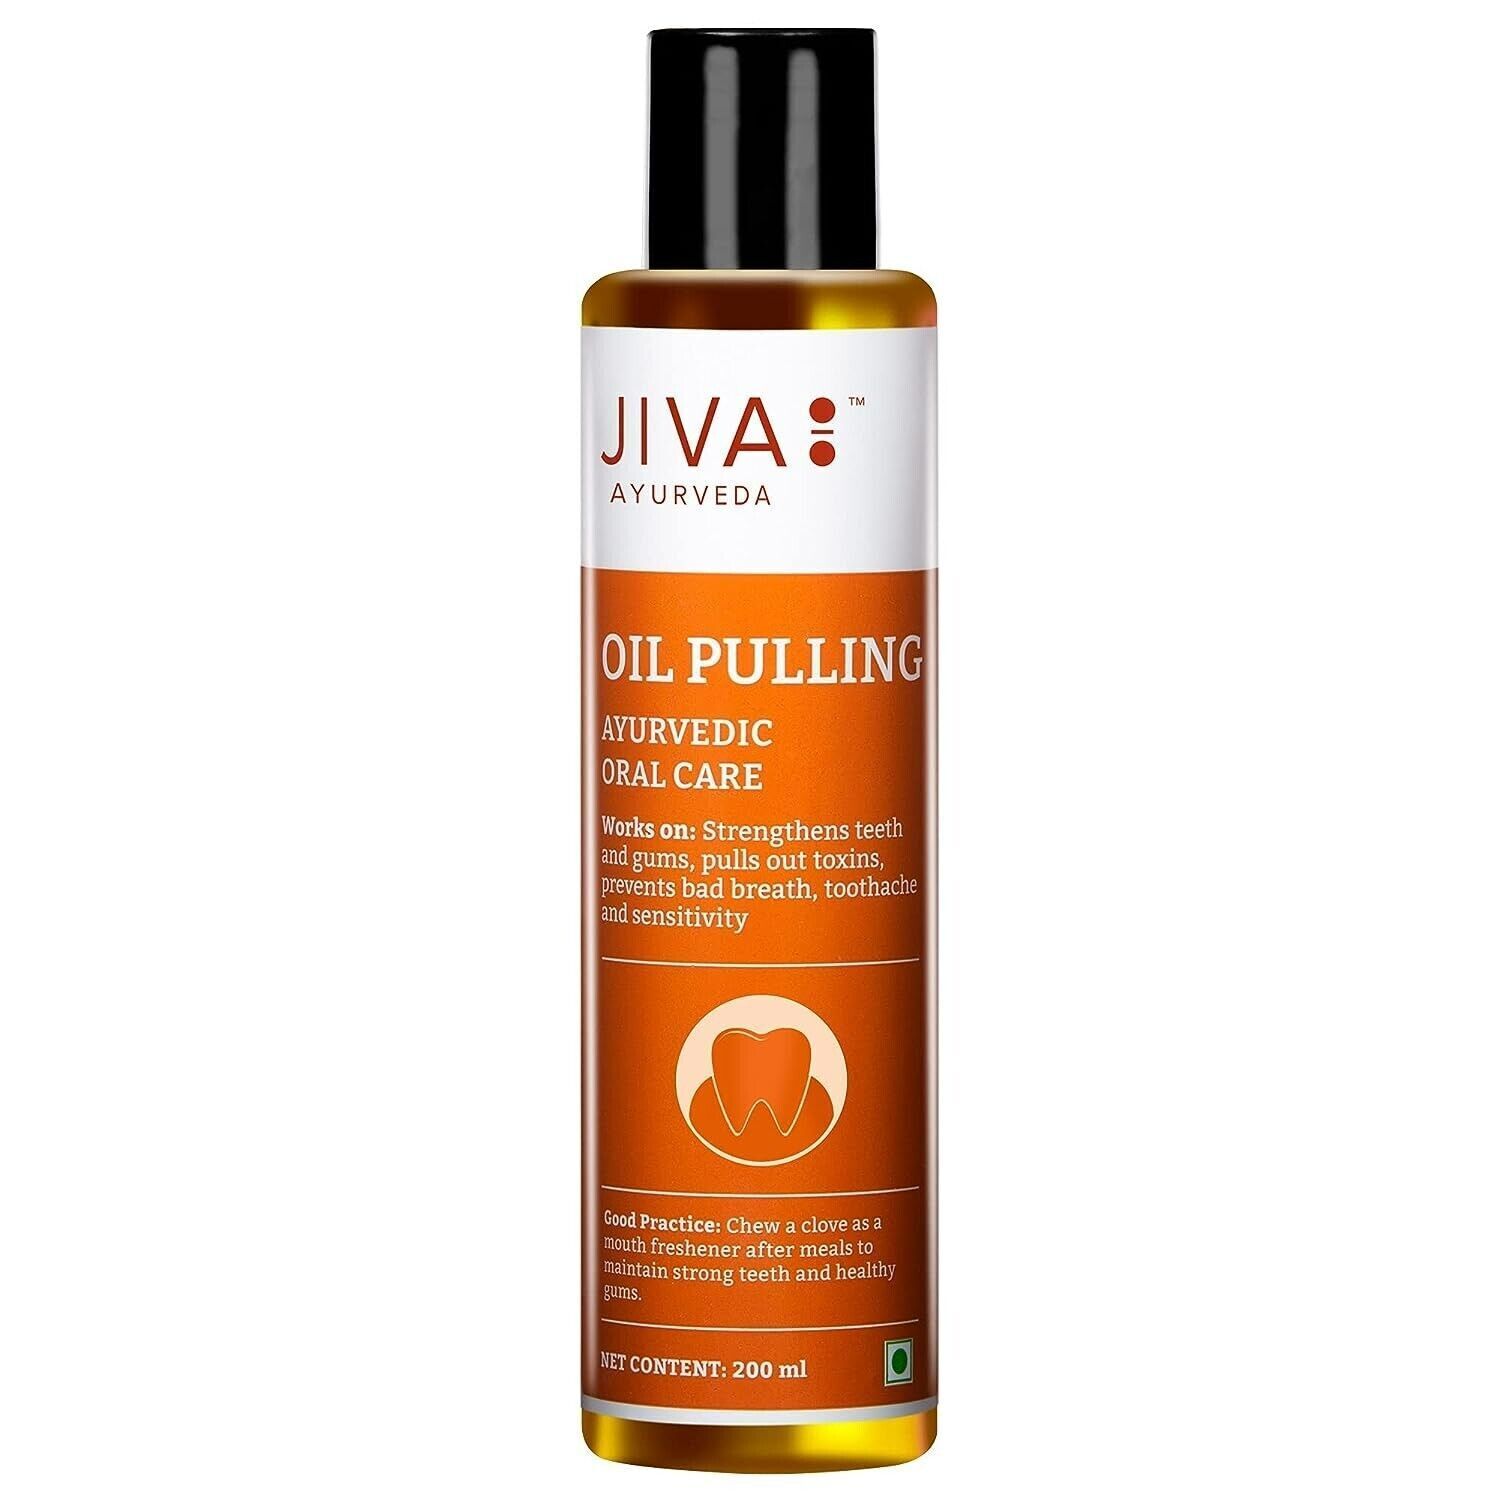 JIVA ™
AYURVEDA
OIL PULLING
AYURVEDIC
ORAL CARE
Works on: Strengthens teeth
and gums, pulls out toxins,
prevents bad breath, toothache
and sensitivity
Good Practice: Chew a clove as a
mouth freshener after meals to
maintain strong teeth and healthy
gums.
NET CONTENT: 200 ml